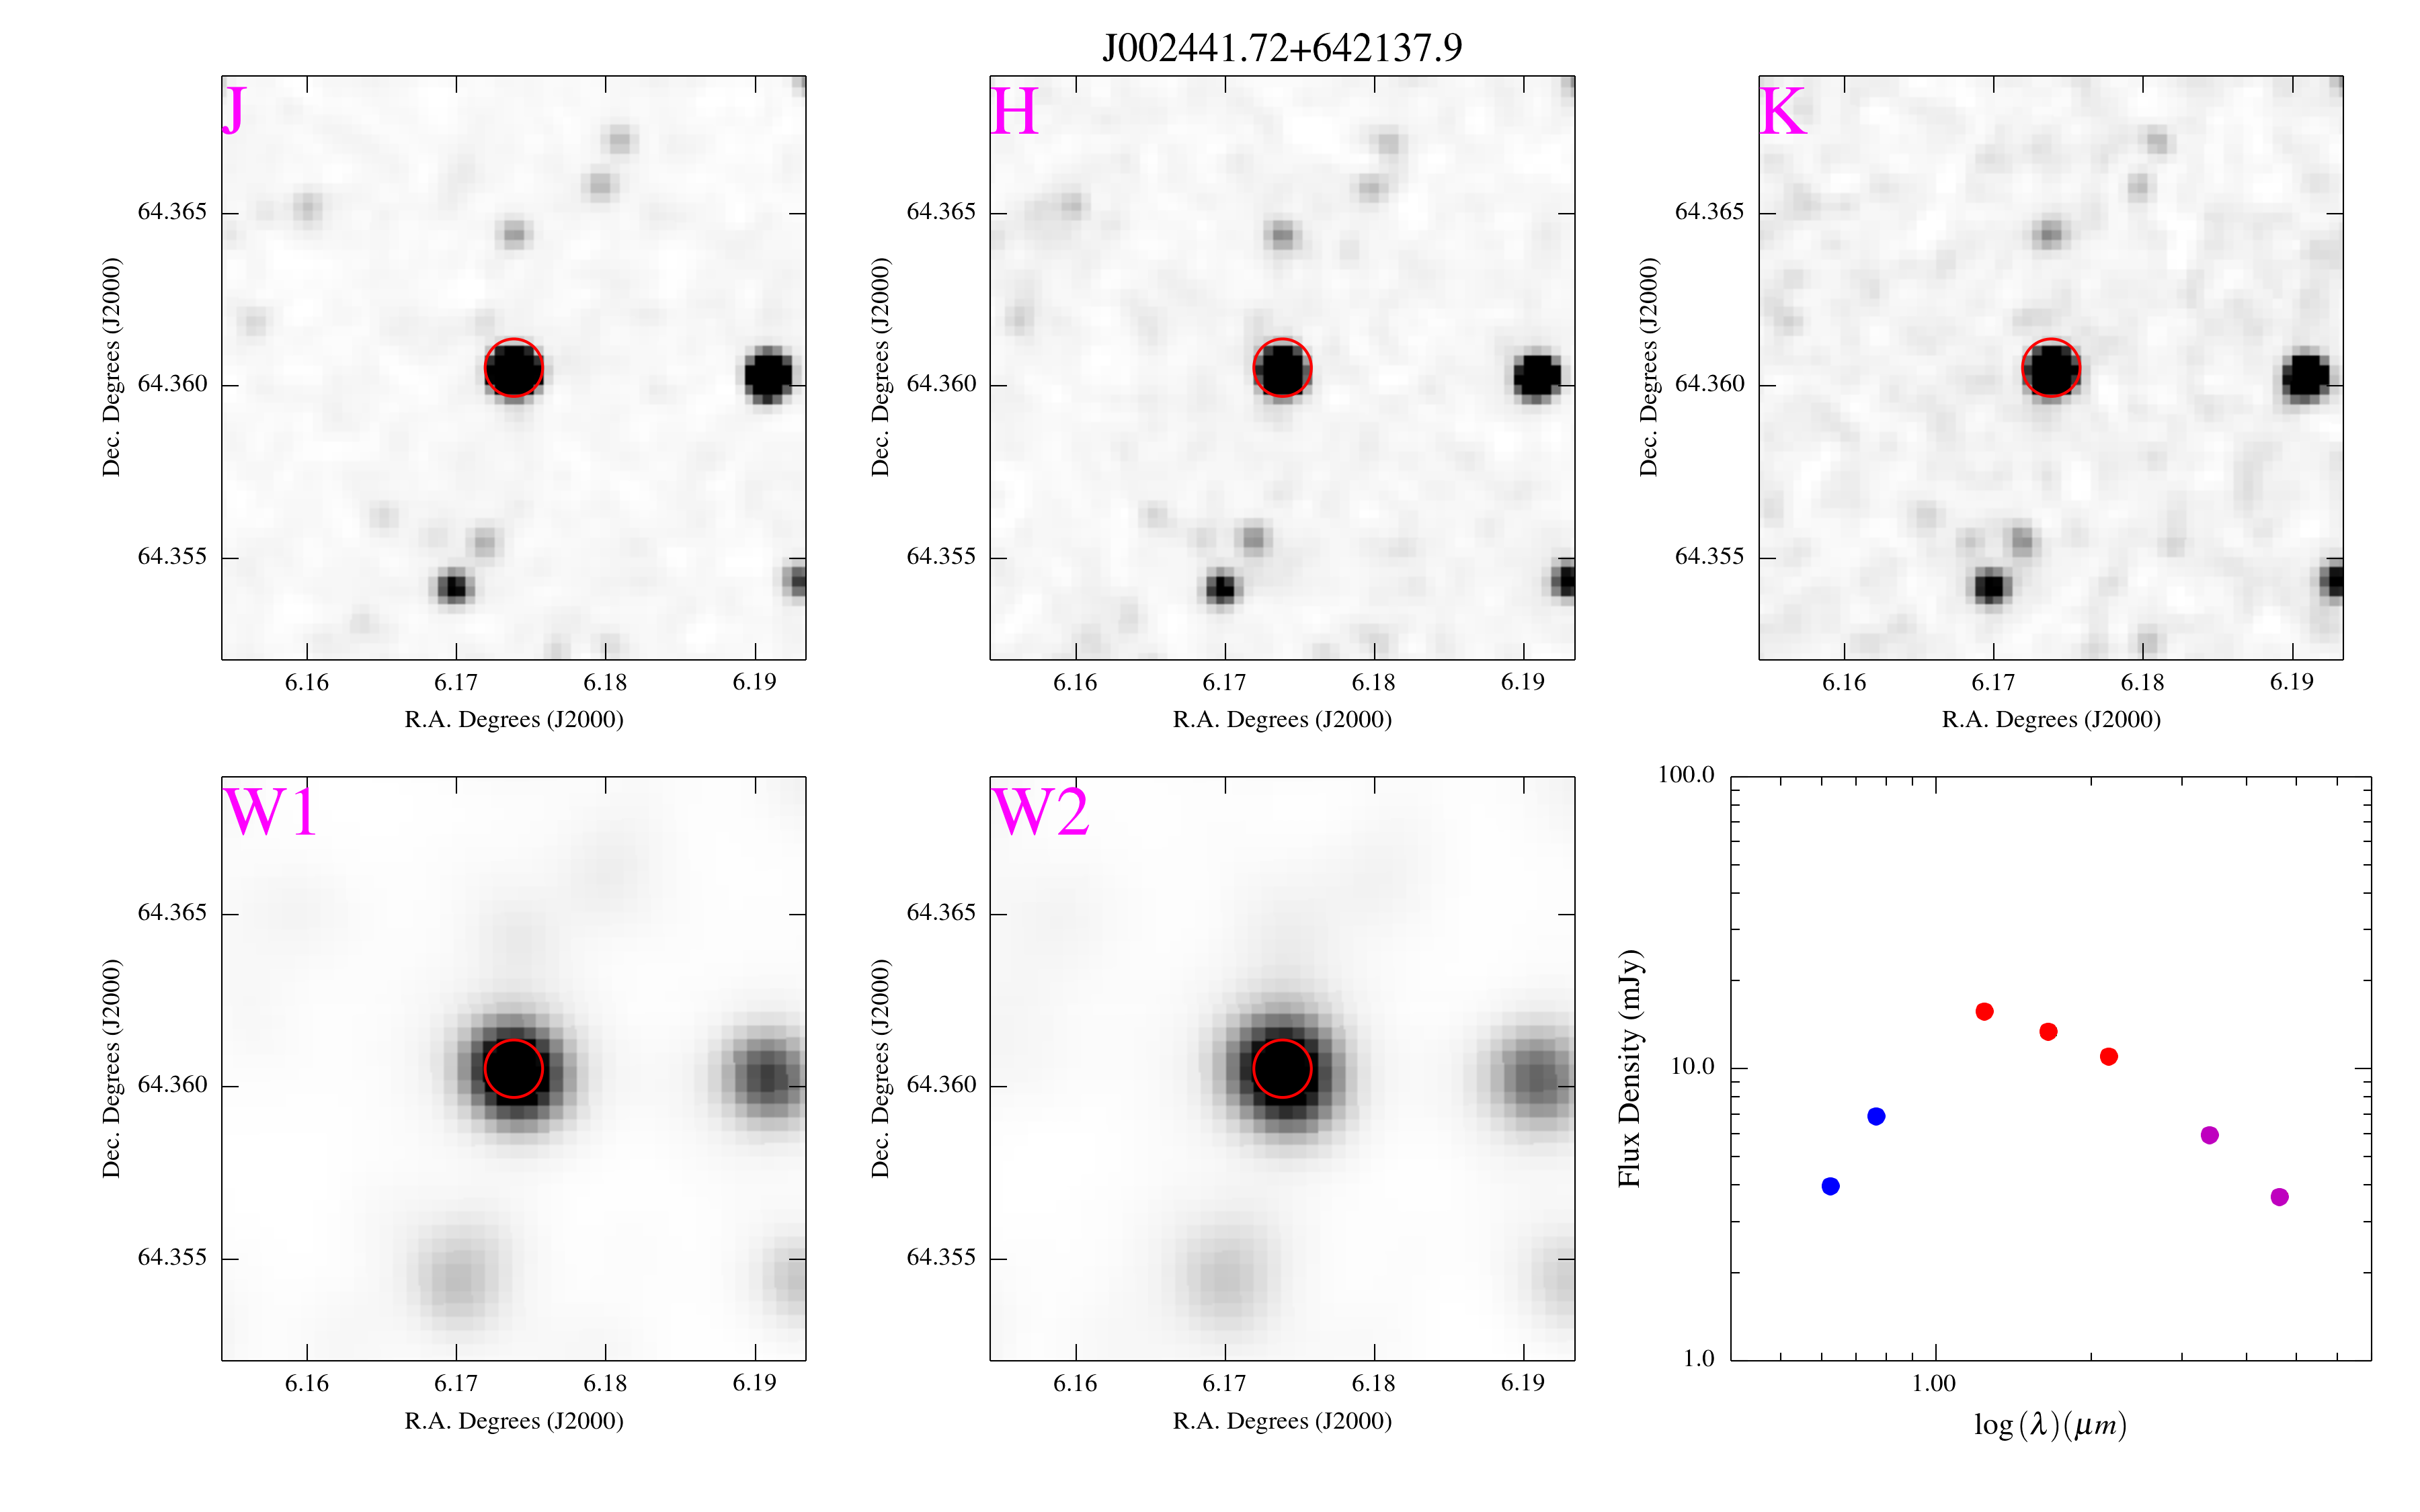 J002441.72+642137.9
J
Dec. Degrees (J2000)
64.365
64.360
64.355
6.16 6.17 6.18 6.19
R.A. Degrees (J2000)
H
Dec. Degrees (J2000)
64.365
64.360
64.355
6.16 6.17 6.18 6.19
R.A. Degrees (J2000)
K
Dec. Degrees (J2000)
64.365
64.360
64.355
6.16 6.17 6.18 6.19
R.A. Degrees (J2000)
W1
Dec. Degrees (J2000)
64.365
64.360
64.355
6.16 6.17 6.18 6.19
R.A. Degrees (J2000)
W2
Dec. Degrees (J2000)
64.365
64.360
64.355
6.16 6.17 6.18 6.19
R.A. Degrees (J2000)
Flux Density (mJy)
100.0
10.0
1.0
1.00
log(λ)(μm)